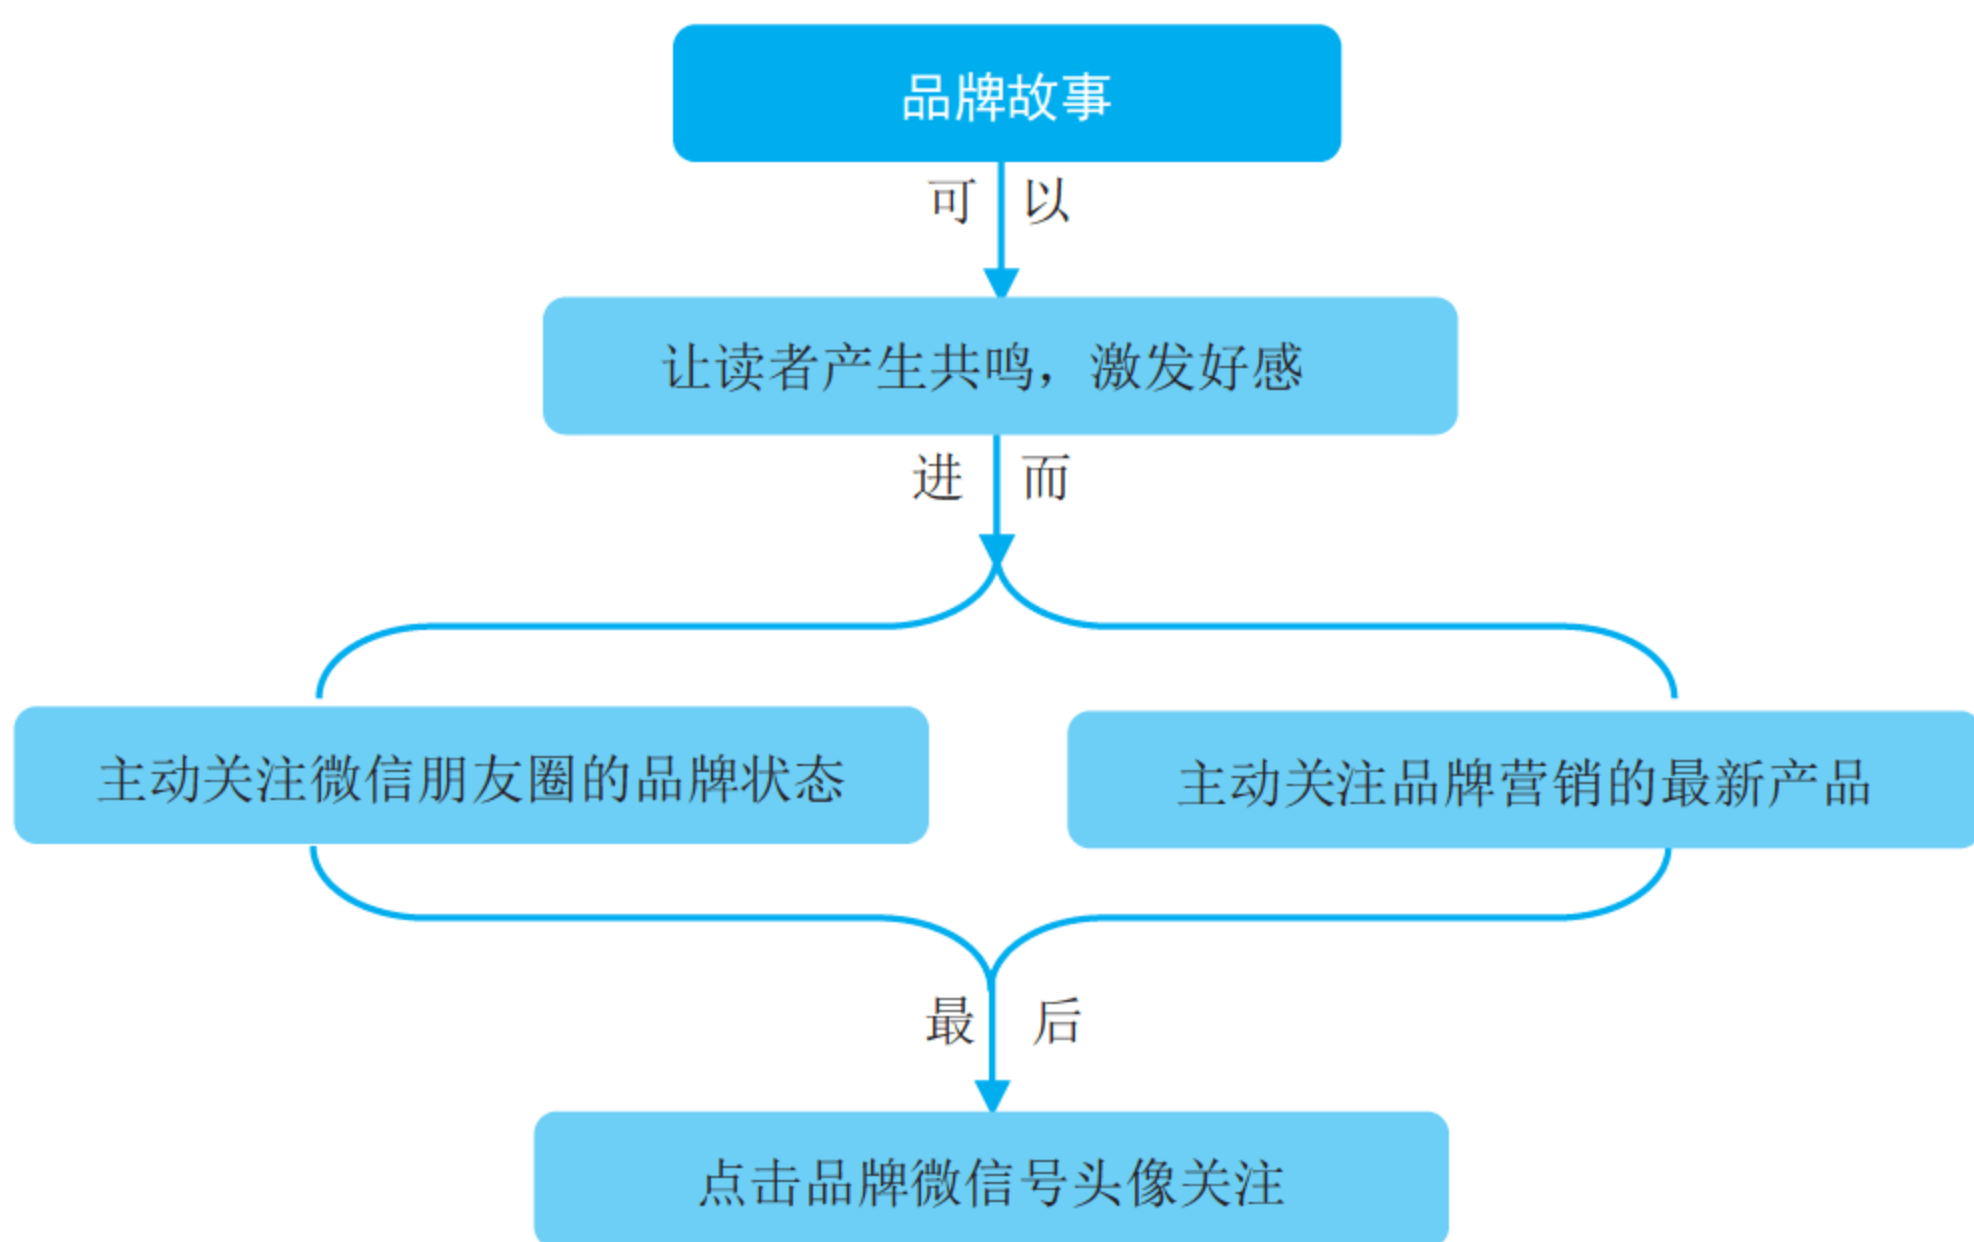 品牌故事
可以
让读者产生共鸣，激发好感
进而
主动关注微信朋友圈的品牌状态
主动关注品牌营销的最新产品
最后
点击品牌微信号头像关注